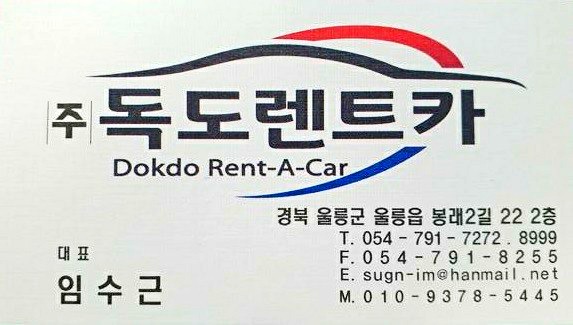 |주|독도렌트카
Dokdo Rent-A-Car
경북 울릉군 울릉읍 봉래2길 22 2층
T. 054-791-7272.8999
F. 054-791-8255
E. sugn-im@hanmail.net
M. 010-9378-5445
대표
임수근